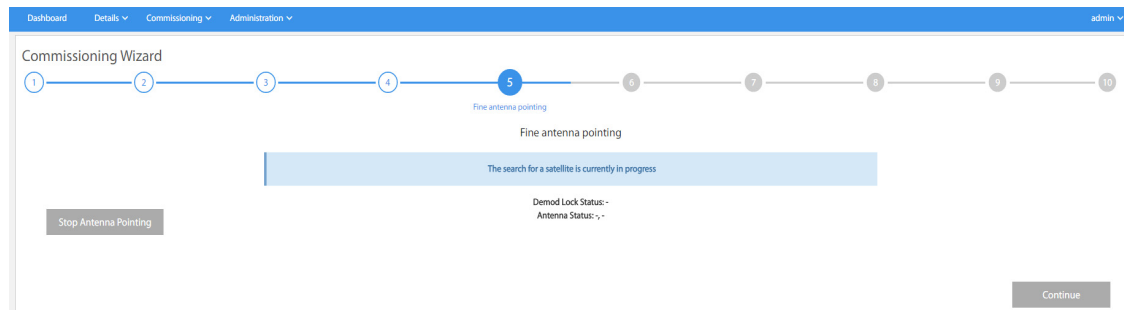 Dashboard Details Commissioning Administration admin
Commissioning Wizard
1 2 3 4 5 6 7 8 9 10
Fine antenna pointing
Fine antenna pointing
The search for a satellite is currently in progress
Demod Lock Status: -
Antenna Status: -, -
Stop Antenna Pointing
Continue